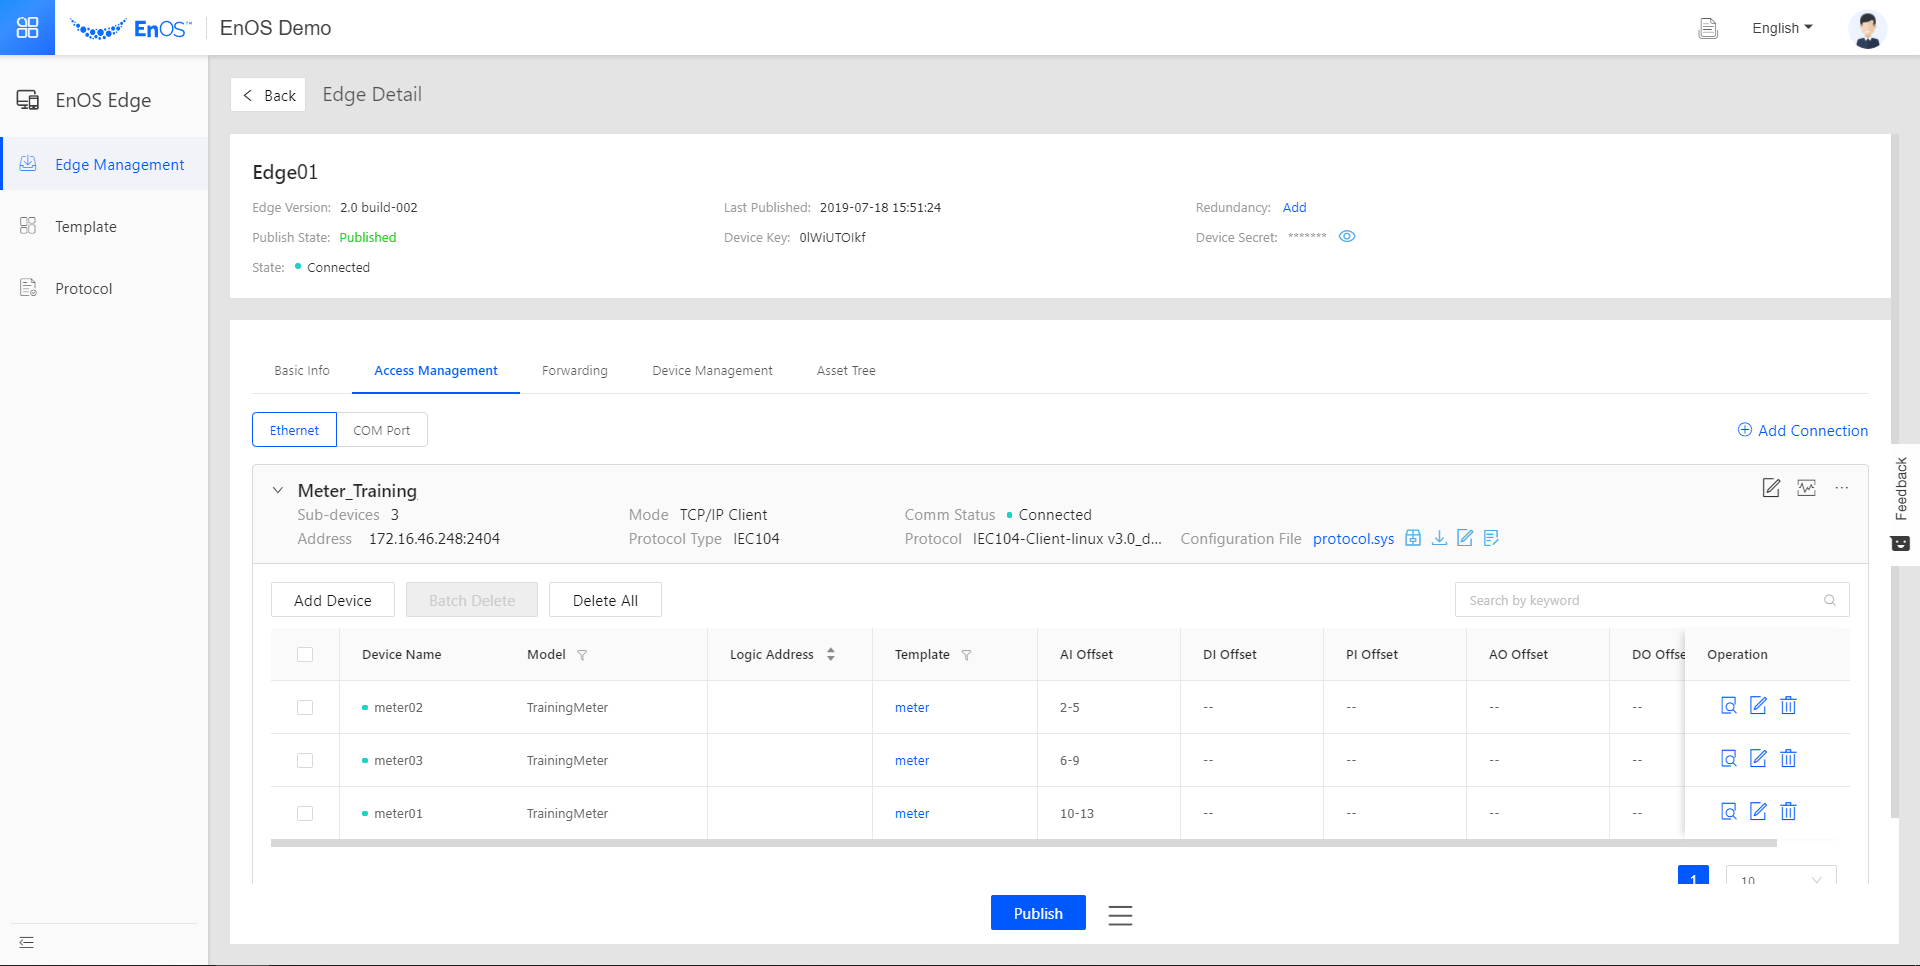 EnOS™ EnOS Demo English
EnOS Edge
Edge Management
Template
Protocol
Back Edge Detail
Edge01
Edge Version: 2.0 build-002 Last Published: 2019-07-18 15:51:24 Redundancy: Add
Publish State: Published Device Key: 0lWiUTOIkf Device Secret: *******
State: Connected
Basic Info Access Management Forwarding Device Management Asset Tree
Ethernet COM Port Add Connection
Meter_Training
Sub-devices 3 Mode TCP/IP Client Comm Status Connected
Address 172.16.46.248:2404 Protocol Type IEC104 Protocol IEC104-Client-linux v3.0_d... Configuration File protocol.sys
Add Device Batch Delete Delete All Search by keyword
Device Name Model Logic Address Template AI Offset DI Offset PI Offset AO Offset DO Offse Operation
meter02 TrainingMeter meter 2-5 -- -- -- --
meter03 TrainingMeter meter 6-9 -- -- -- --
meter01 TrainingMeter meter 10-13 -- -- -- --
1 10
Publish
Feedback